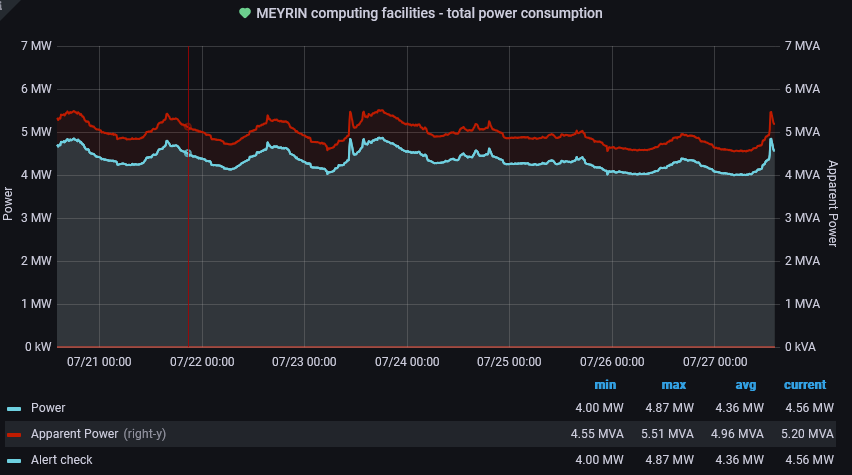 MEYRIN computing facilities - total power consumption
7 MW 7 MVA
6 MW 6 MVA
5 MW 5 MVA
4 MW 4 MVA
3 MW 3 MVA
2 MW 2 MVA
1 MW 1 MVA
0 kW 0 kVA
Power
Apparent Power
07/21 00:00 07/22 00:00 07/23 00:00 07/24 00:00 07/25 00:00 07/26 00:00 07/27 00:00
min max avg current
Power 4.00 MW 4.87 MW 4.36 MW 4.56 MW
Apparent Power (right-y) 4.55 MVA 5.51 MVA 4.96 MVA 5.20 MVA
Alert check 4.00 MW 4.87 MW 4.36 MW 4.56 MW